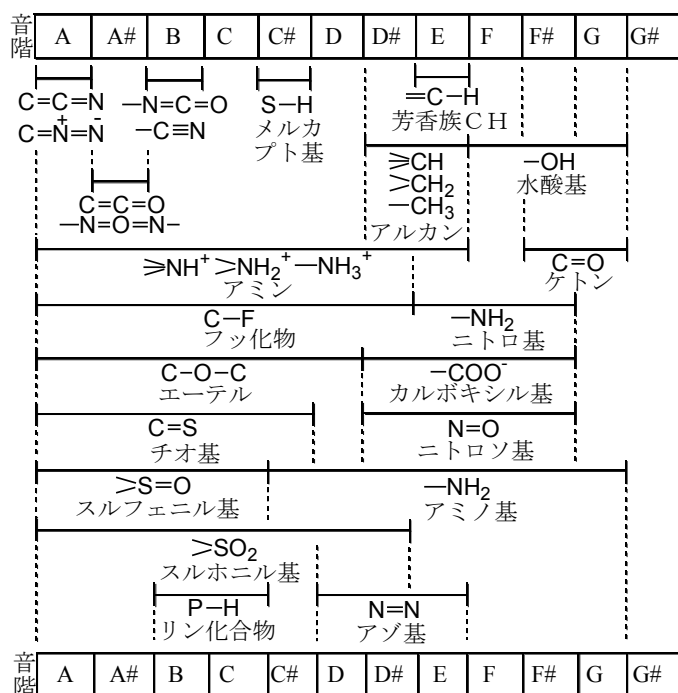 音階 A A# B C C# D D# E F F# G G#
C=C=N
C=N⁺=N⁻
−N=C=O
−C≡N
S−H
メルカ
プト基
=C−H
芳香族CH
C=C=O
−N=O=N−
⪢CH
>CH₂
−CH₃
アルカン
−OH
水酸基
⪢NH⁺ >NH₂⁺ −NH₃⁺
アミン
C=O
ケトン
C−F
フッ化物
−NH₂
ニトロ基
C−O−C
エーテル
−COO⁻
カルボキシル基
C=S
チオ基
N=O
ニトロソ基
>S=O
スルフェニル基
−NH₂
アミノ基
>SO₂
スルホニル基
P−H
リン化合物
N=N
アゾ基
音階 A A# B C C# D D# E F F# G G#